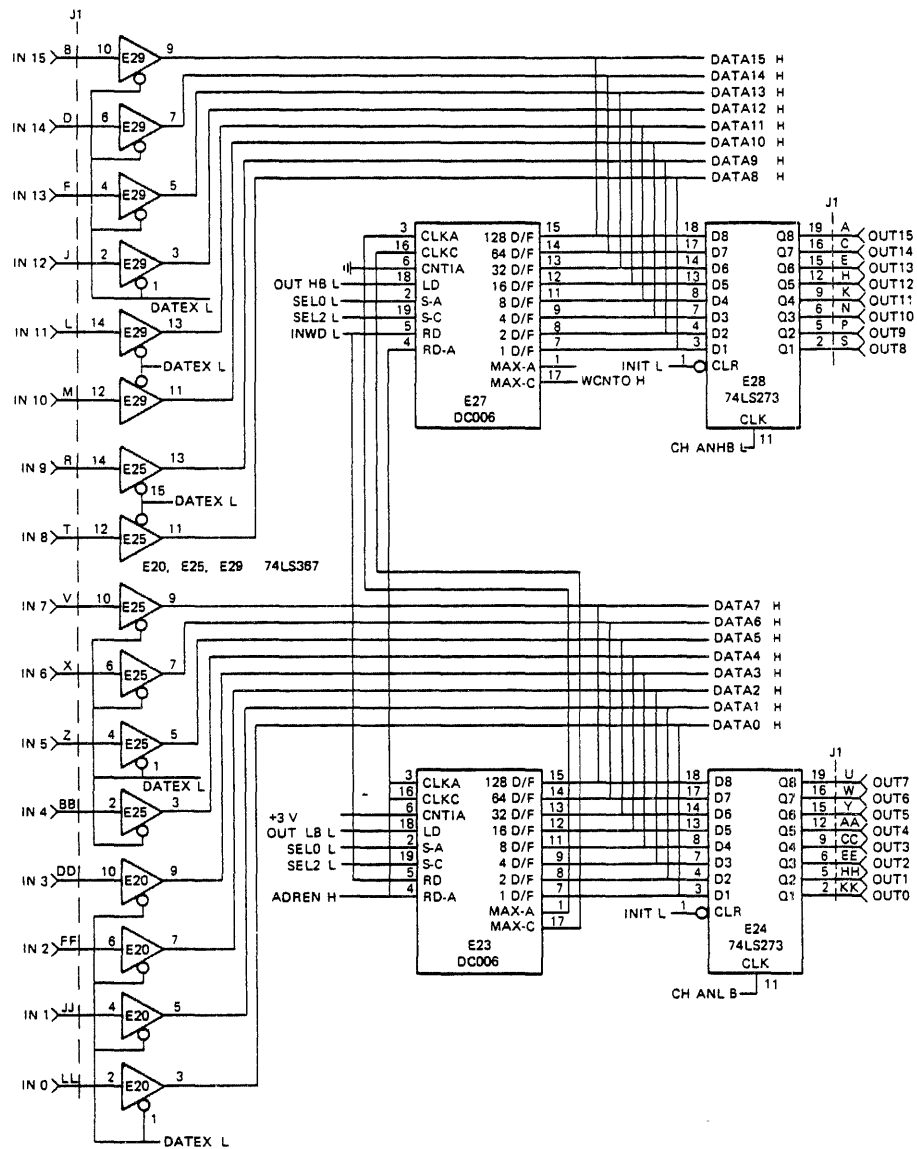 J1
IN 15 B 10 E29 9 DATA15 H
DATA14 H
DATA13 H
IN 14 D 6 E29 7 DATA12 H
DATA11 H
DATA10 H
DATA9 H
IN 13 F 4 E29 5 DATA8 H
IN 12 J 2 E29 3
1
DATEX L
IN 11 L 14 E29 13
DATEX L
IN 10 M 12 E29 11
IN 9 R 14 E25 13
15
DATEX L
IN 8 T 12 E25 11
E20, E25, E29 74LS367
3 CLKA 128 D/F 15
16 CLKC 64 D/F 14
6 CNTIA 32 D/F 13
OUT HB L 18 LD 16 D/F 12
SEL0 L 2 S-A 8 D/F 11
SEL2 L 19 S-C 4 D/F 9
INWD L 5 RD 2 D/F 8
4 RD-A 1 D/F 7
MAX-A 1
MAX-C 17 WCNTO H
E27
DC006
J1
18 D8 Q8 19 A OUT15
17 D7 Q7 16 C OUT14
14 D6 Q6 15 E OUT13
13 D5 Q5 12 H OUT12
8 D4 Q4 9 K OUT11
7 D3 Q3 6 N OUT10
4 D2 Q2 5 P OUT9
3 D1 Q1 2 S OUT8
INIT L 1 CLR
E28
74LS273
CLK
11
CH ANHB L
IN 7 V 10 E25 9 DATA7 H
DATA6 H
DATA5 H
IN 6 X 6 E25 7 DATA4 H
DATA3 H
DATA2 H
DATA1 H
IN 5 Z 4 E25 5 DATA0 H
1
DATEX L
IN 4 BB 2 E25 3
IN 3 DD 10 E20 9
IN 2 FF 6 E20 7
IN 1 JJ 4 E20 5
IN 0 LL 2 E20 3
1
DATEX L
3 CLKA 128 D/F 15
16 CLKC 64 D/F 14
+3 V 6 CNTIA 32 D/F 13
OUT LB L 18 LD 16 D/F 12
SEL0 L 2 S-A 8 D/F 11
SEL2 L 19 S-C 4 D/F 9
5 RD 2 D/F 8
ADREN H 4 RD-A 1 D/F 7
MAX-A 1
MAX-C 17
E23
DC006
J1
18 D8 Q8 19 U OUT7
17 D7 Q7 16 W OUT6
14 D6 Q6 15 Y OUT5
13 D5 Q5 12 AA OUT4
8 D4 Q4 9 CC OUT3
7 D3 Q3 6 EE OUT2
4 D2 Q2 5 HH OUT1
3 D1 Q1 2 KK OUT0
INIT L 1 CLR
E24
74LS273
CLK
11
CH ANL B